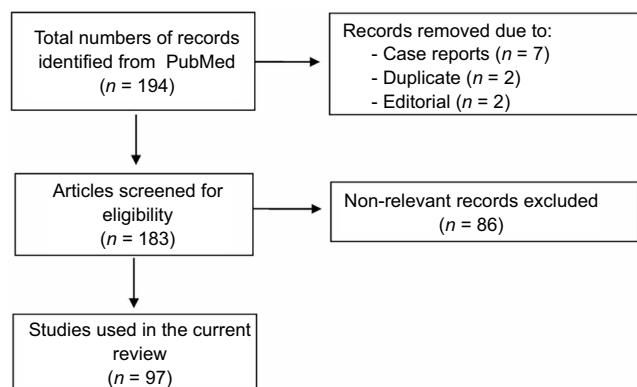 Total numbers of records
identified from PubMed
(n = 194)
Records removed due to:
- Case reports (n = 7)
- Duplicate (n = 2)
- Editorial (n = 2)
Articles screened for
eligibility
(n = 183)
Non-relevant records excluded
(n = 86)
Studies used in the current
review
(n = 97)